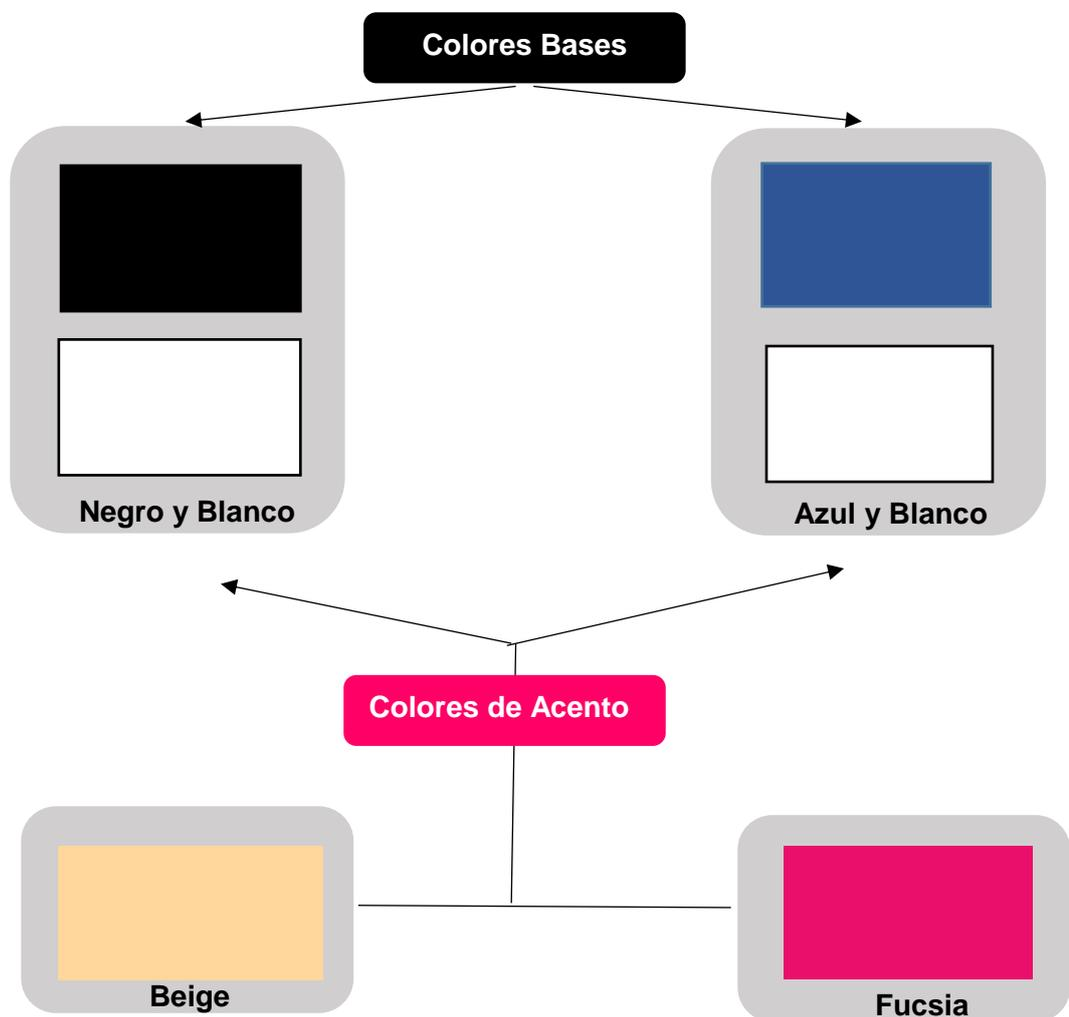 Colores Bases
Negro y Blanco
Azul y Blanco
Colores de Acento
Beige
Fucsia